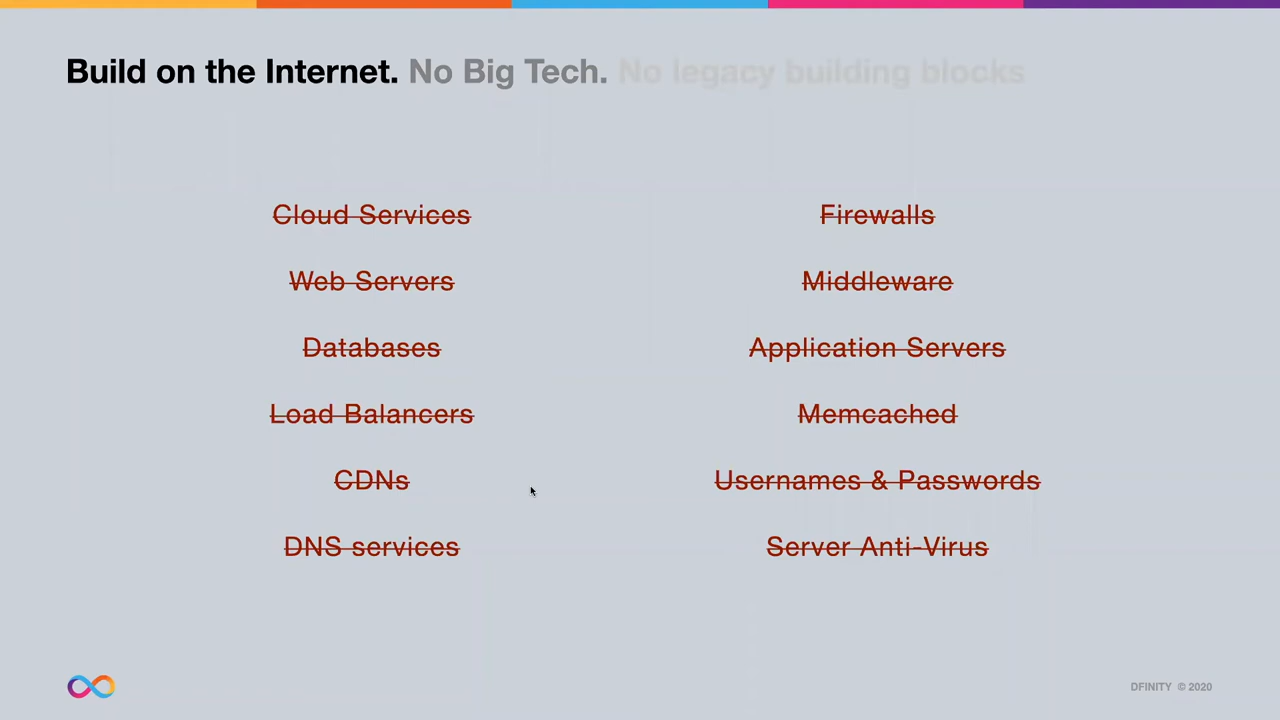 Build on the Internet. No Big Tech. No legacy building blocks
Cloud Services
Web Servers
Databases
Load Balancers
CDNs
DNS services
Firewalls
Middleware
Application Servers
Memcached
Usernames & Passwords
Server Anti-Virus
DFINITY © 2020